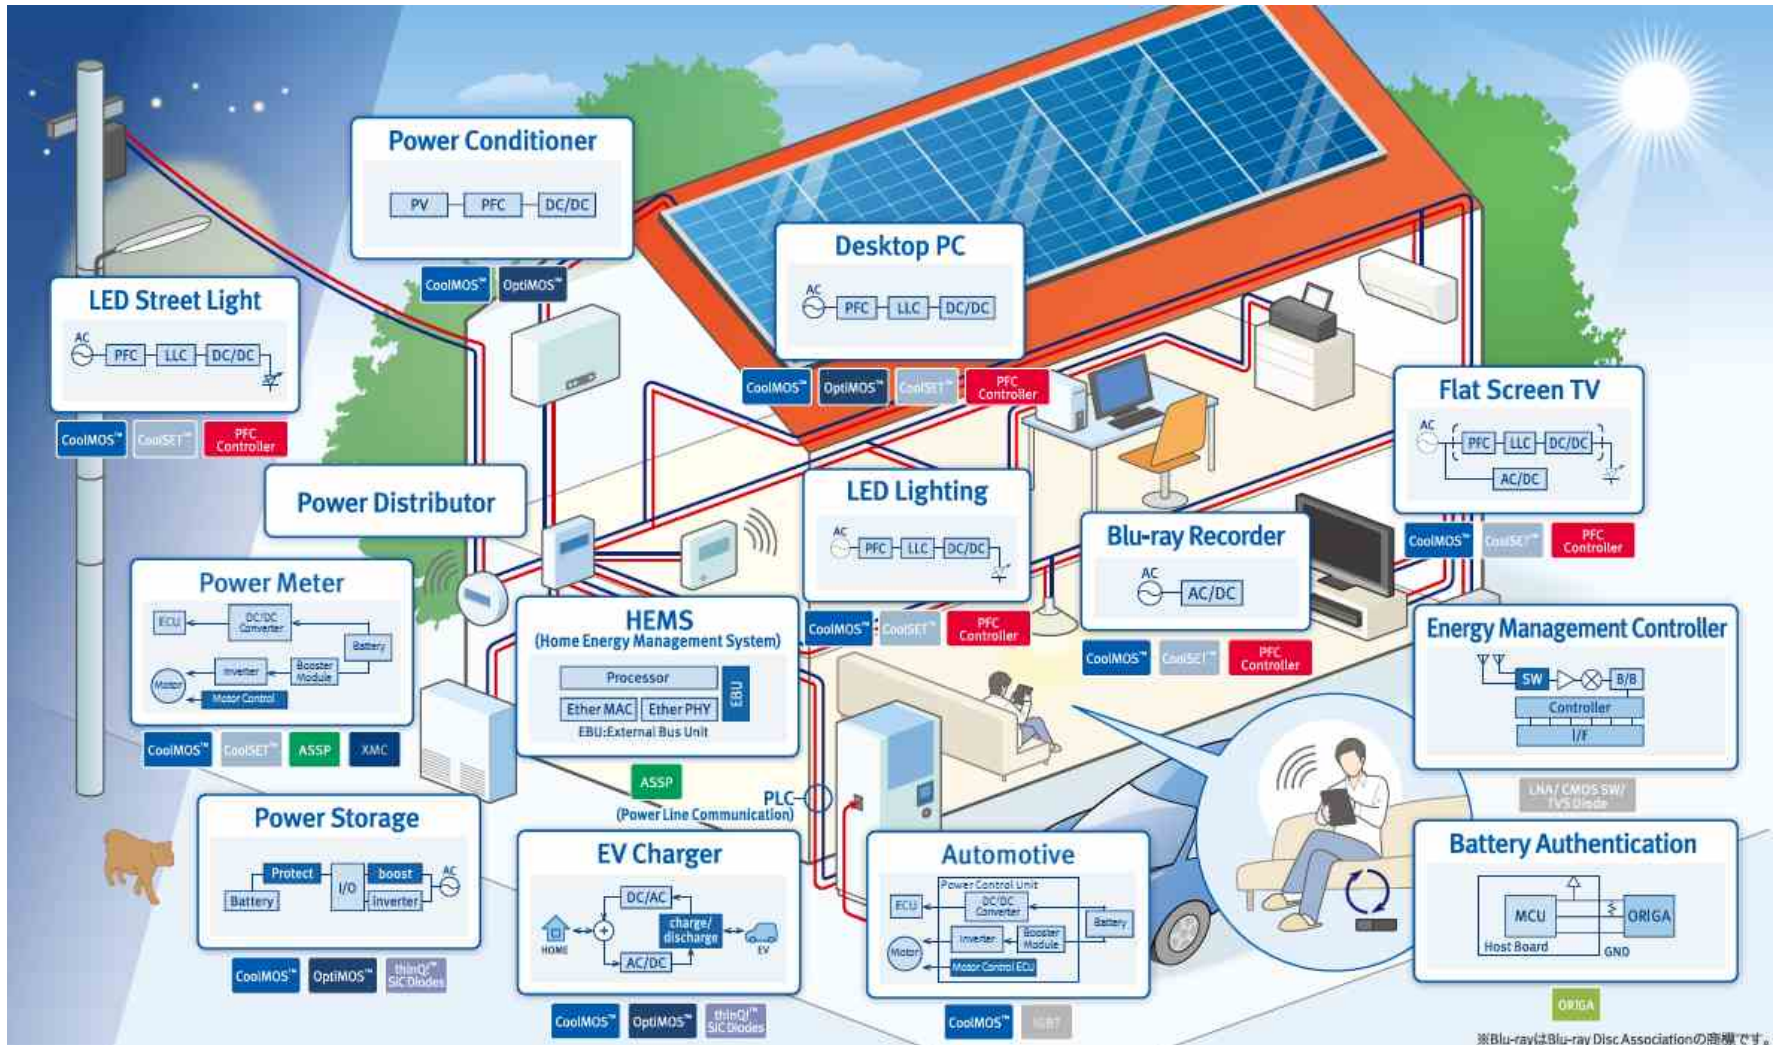 Power Conditioner
PV
PFC
DC/DC
CoolMOS™
OptiMOS™
LED Street Light
AC
PFC
LLC
DC/DC
CoolMOS™
CoolSET™
PFC
Controller
Desktop PC
AC
PFC
LLC
DC/DC
CoolMOS™
OptiMOS™
CoolSET™
PFC
Controller
Flat Screen TV
AC
PFC
LLC
DC/DC
AC/DC
CoolMOS™
CoolSET™
PFC
Controller
Power Distributor
LED Lighting
AC
PFC
LLC
DC/DC
CoolMOS™
CoolSET™
PFC
Controller
Blu-ray Recorder
AC
AC/DC
CoolMOS™
CoolSET™
PFC
Controller
Power Meter
ECU
DC/DC
Converter
Battery
Inverter
Booster
Module
Motor
Motor Control
CoolMOS™
CoolSET™
ASSP
XMC
HEMS
(Home Energy Management System)
Processor
EBU
Ether MAC
Ether PHY
EBU:External Bus Unit
ASSP
PLC
(Power Line Communication)
Energy Management Controller
SW
B/B
Controller
I/F
LNA/ CMOS SW/
TVS Diode
Power Storage
Protect
boost
AC
I/O
Battery
inverter
CoolMOS™
OptiMOS™
thinQ!™
SiC Diodes
EV Charger
DC/AC
charge/
discharge
HOME
EV
AC/DC
CoolMOS™
OptiMOS™
thinQ!™
SiC Diodes
Automotive
Power Control Unit
ECU
DC/DC
Converter
Battery
Inverter
Booster
Module
Motor
Motor Control ECU
CoolMOS™
IGBT
Battery Authentication
MCU
ORIGA
Host Board
GND
ORIGA
※Blu-rayはBlu-ray Disc Associationの商標です。